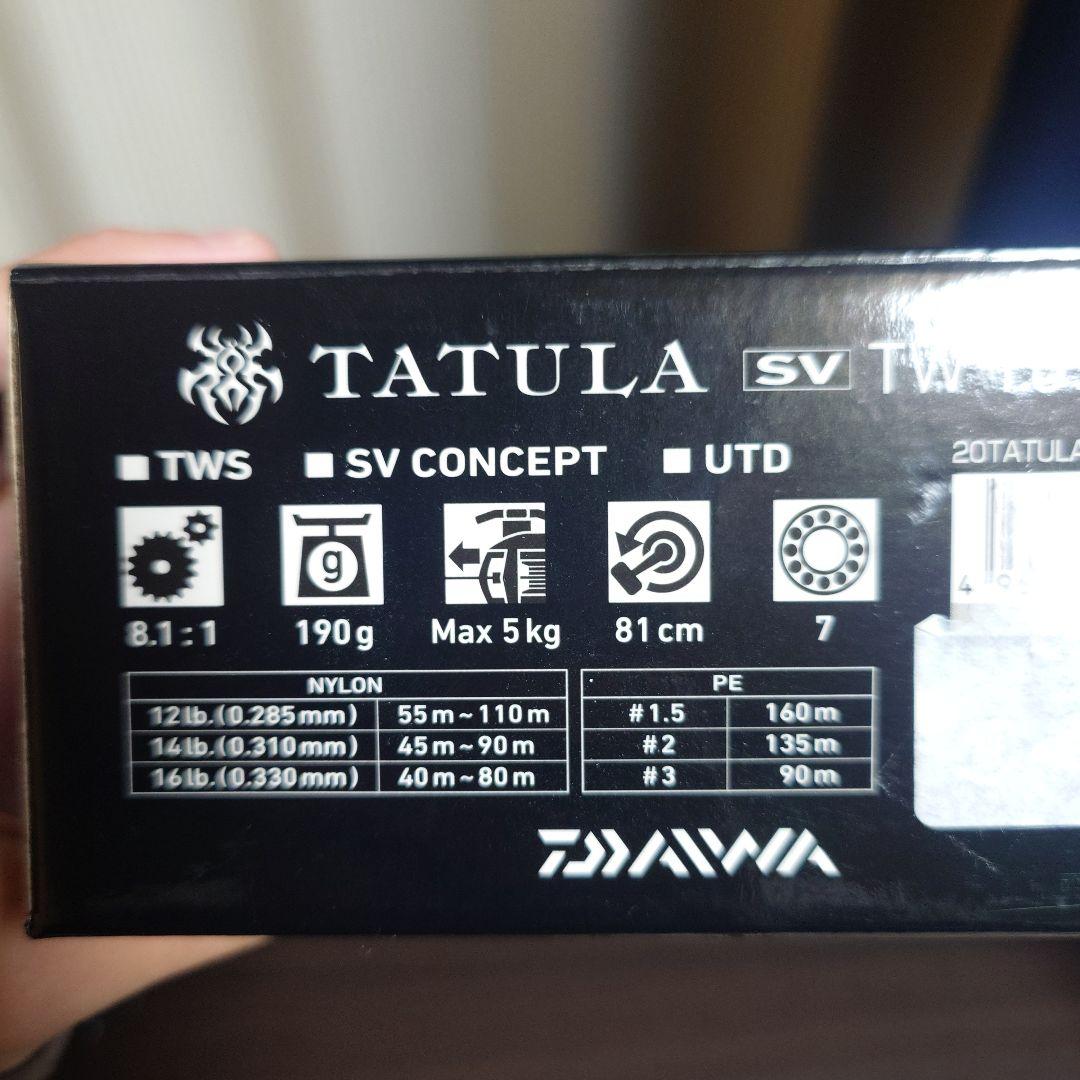 TATULA SV TW
20TATULA
■ TWS ■ SV CONCEPT ■ UTD
g
8.1:1 190g Max 5kg 81cm 7
4
NYLON
12lb.(0.285mm) 55m~110m
14lb.(0.310mm) 45m~90m
16lb.(0.330mm) 40m~80m
PE
#1.5 160m
#2 135m
#3 90m
DAIWA